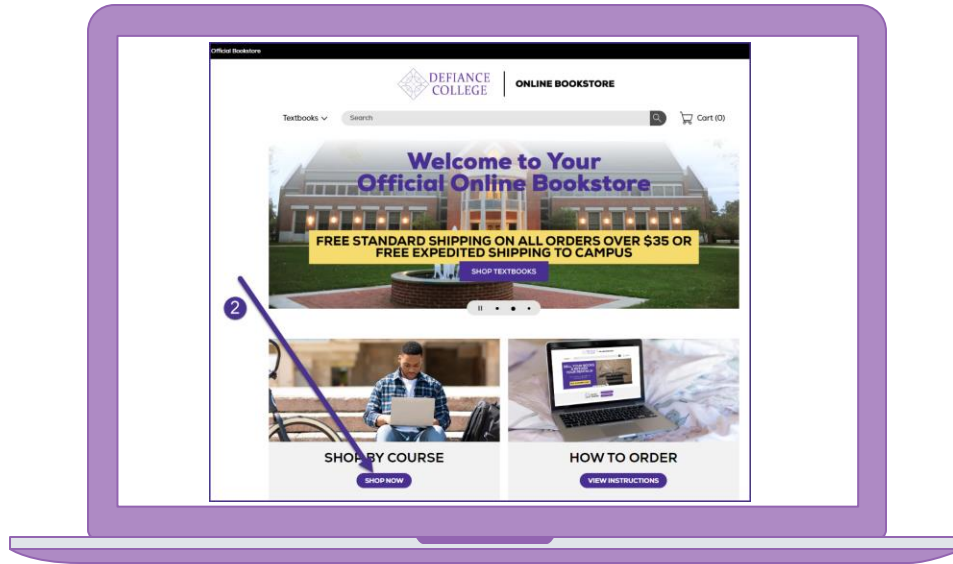 Official Bookstore
DEFIANCE
COLLEGE
ONLINE BOOKSTORE
Textbooks
Search
Cart (0)
Welcome to Your
Official Online Bookstore
FREE STANDARD SHIPPING ON ALL ORDERS OVER $35 OR
FREE EXPEDITED SHIPPING TO CAMPUS
SHOP TEXTBOOKS
2
SHOP BY COURSE
SHOP NOW
HOW TO ORDER
VIEW INSTRUCTIONS